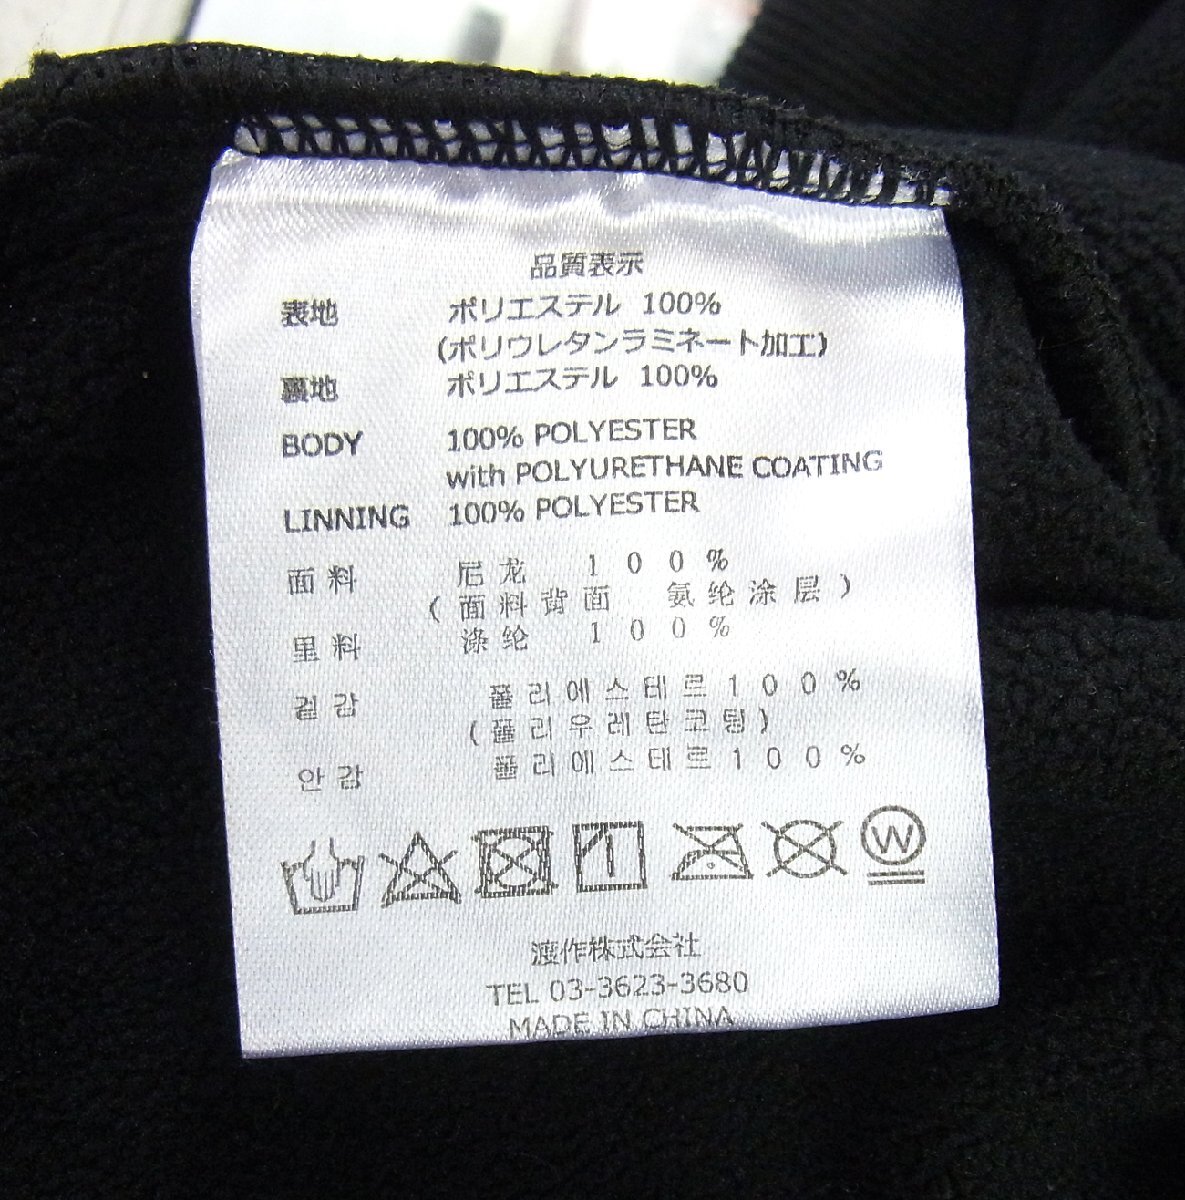 品質表示
表地 ポリエステル 100%
(ポリウレタンラミネート加工)
裏地 ポリエステル 100%
BODY 100% POLYESTER
with POLYURETHANE COATING
LINNING 100% POLYESTER
面料 尼龙 100%
(面料背面 氨纶涂层)
里料 涤纶 100%
겉감 폴리에스테르100%
(폴리우레탄코팅)
안감 폴리에스테르100%
W
渡作株式会社
TEL 03-3623-3680
MADE IN CHINA